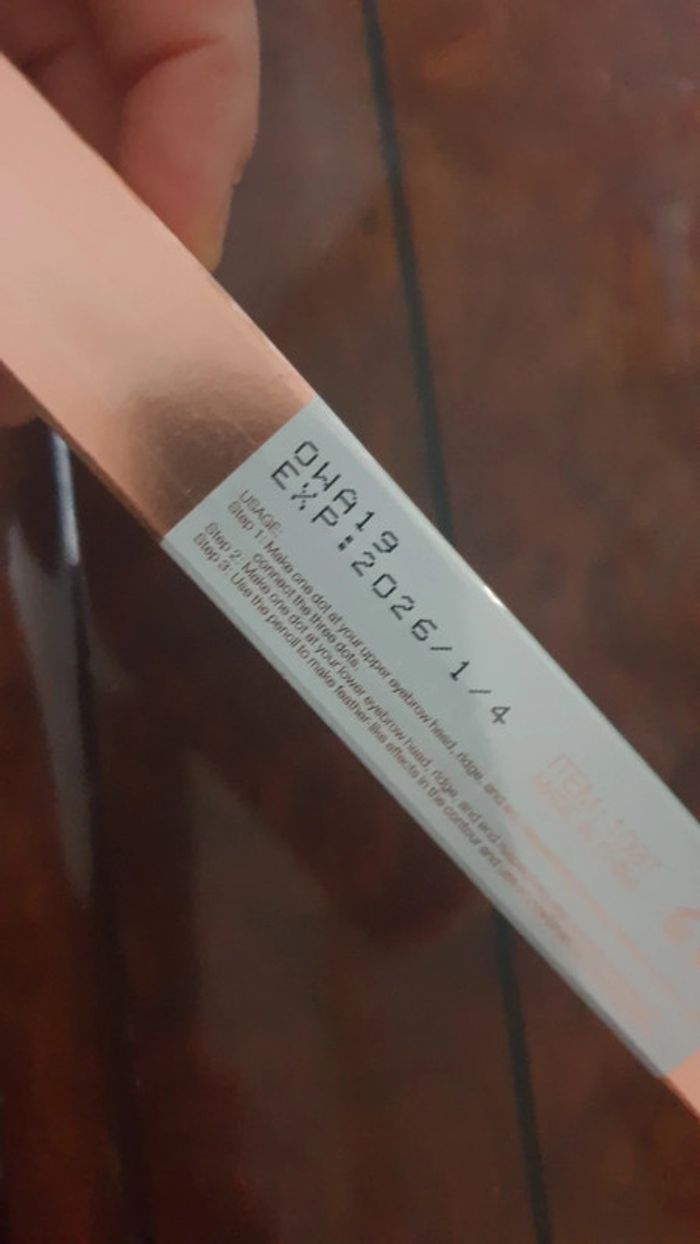 OWA19
EXP:2026/1/4
USAGE:
Step 1: Make one dot at your upper eyebrow head, ridge, and
connect the three dots.
Step 2: Make one dot at your lower eyebrow head, ridge, and end
Step 3: Use the pencil to make feather-like effects in the contour and